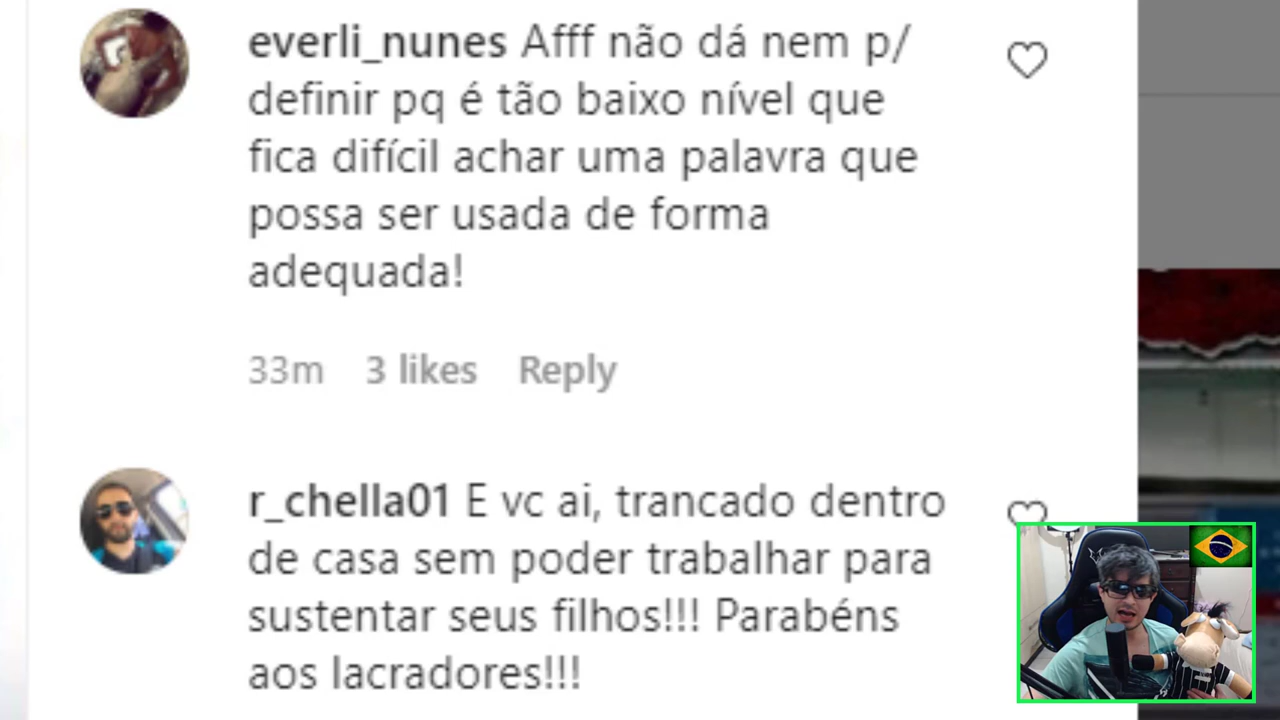 everli_nunes Afff não dá nem p/
definir pq é tão baixo nível que
fica difícil achar uma palavra que
possa ser usada de forma
adequada!
33m 3 likes Reply
r_chella01 E vc ai, trancado dentro
de casa sem poder trabalhar para
sustentar seus filhos!!! Parabéns
aos lacradores!!!